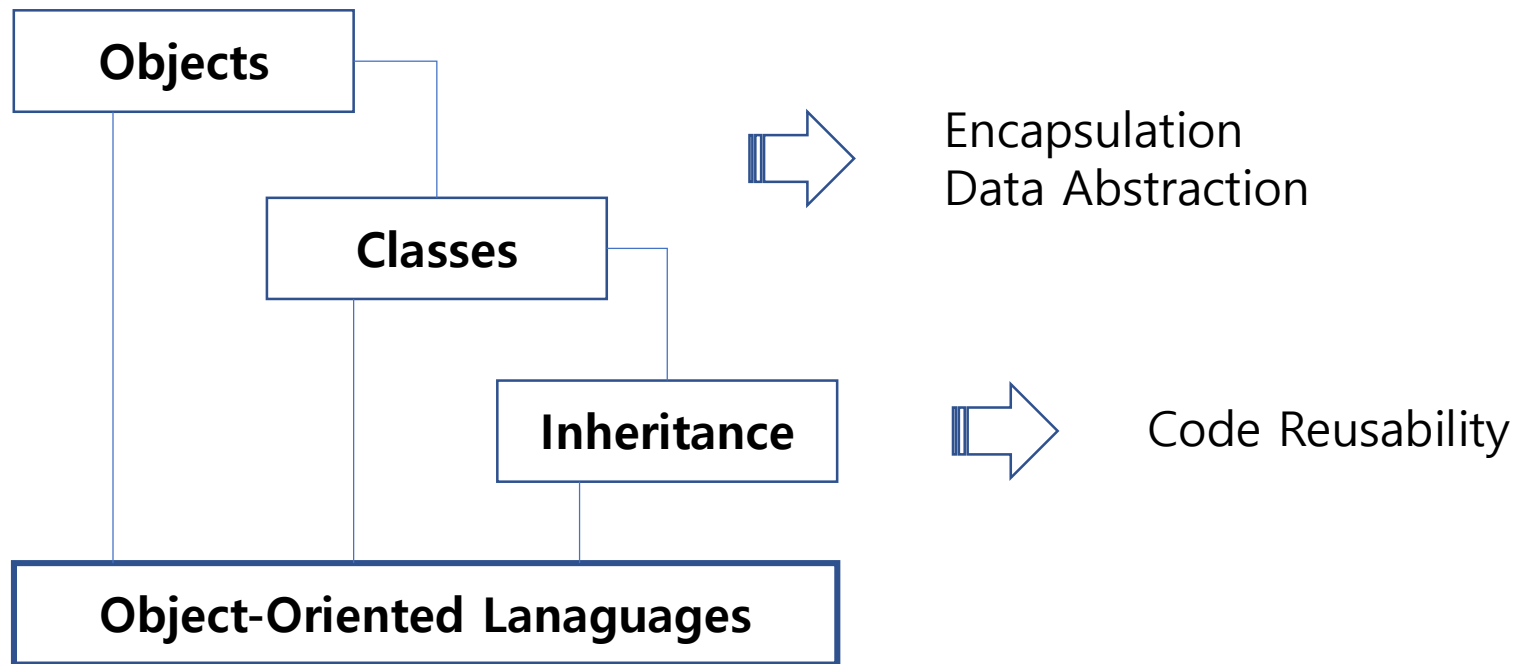 Objects
Encapsulation
Data Abstraction
Classes
Inheritance
Code Reusability
Object-Oriented Lanaguages